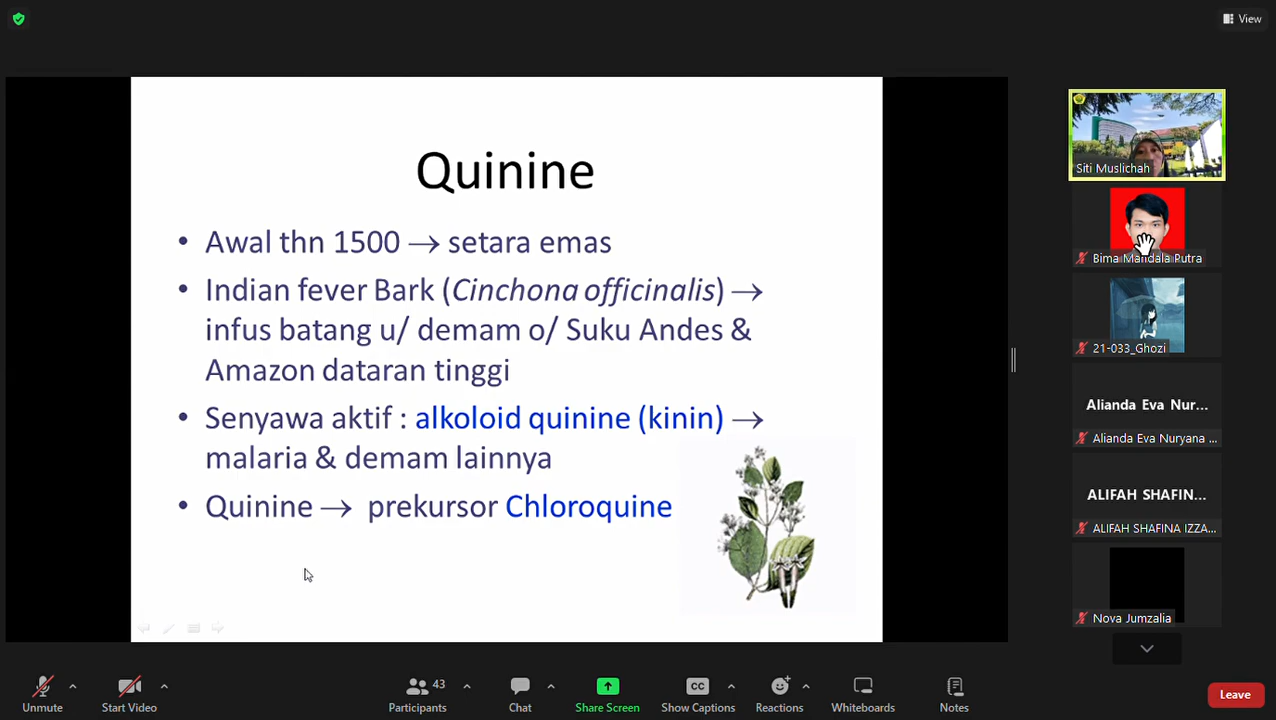 View
Quinine
• Awal thn 1500 → setara emas
• Indian fever Bark (Cinchona officinalis) →
infus batang u/ demam o/ Suku Andes &
Amazon dataran tinggi
• Senyawa aktif : alkoloid quinine (kinin) →
malaria & demam lainnya
• Quinine → prekursor Chloroquine
Siti Muslichah
Bima Mandala Putra
21-033_Ghozi
Alianda Eva Nur...
Alianda Eva Nuryana ...
ALIFAH SHAFIN...
ALIFAH SHAFINA IZZA...
Nova Jumzalia
Unmute
Start Video
43
Participants
Chat
Share Screen
CC
Show Captions
Reactions
Whiteboards
Notes
Leave